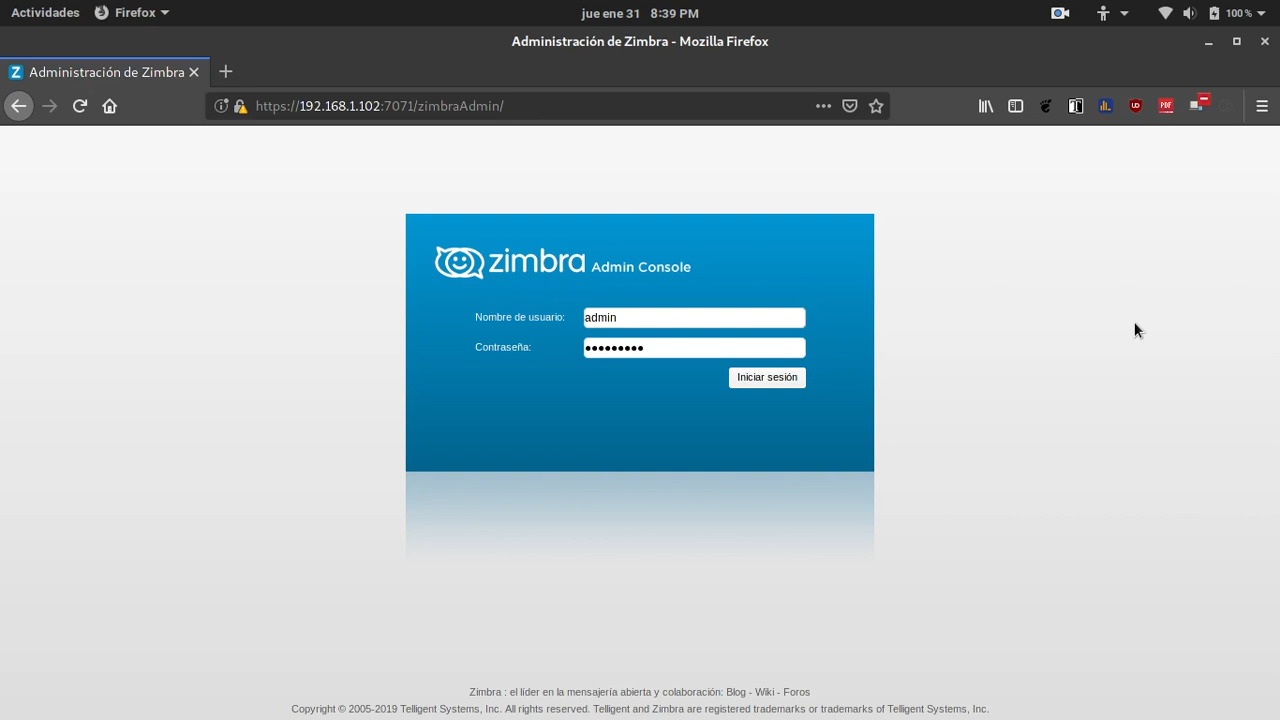 Actividades Firefox jue ene 31 8:39 PM 100 %
Administración de Zimbra - Mozilla Firefox
Z Administración de Zimbra
https://192.168.1.102:7071/zimbraAdmin/
UD PDF
zimbra Admin Console
Nombre de usuario: admin
Contraseña: •••••••••
Iniciar sesión
Zimbra : el líder en la mensajería abierta y colaboración: Blog - Wiki - Foros
Copyright © 2005-2019 Telligent Systems, Inc. All rights reserved. Telligent and Zimbra are registered trademarks or trademarks of Telligent Systems, Inc.